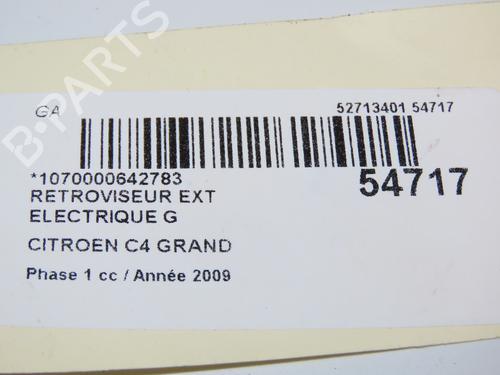 GA
52713401 54717
*1070000642783
54717
RETROVISEUR EXT
ELECTRIQUE G
CITROEN C4 GRAND
Phase 1 cc / Année 2009
B-PARTS